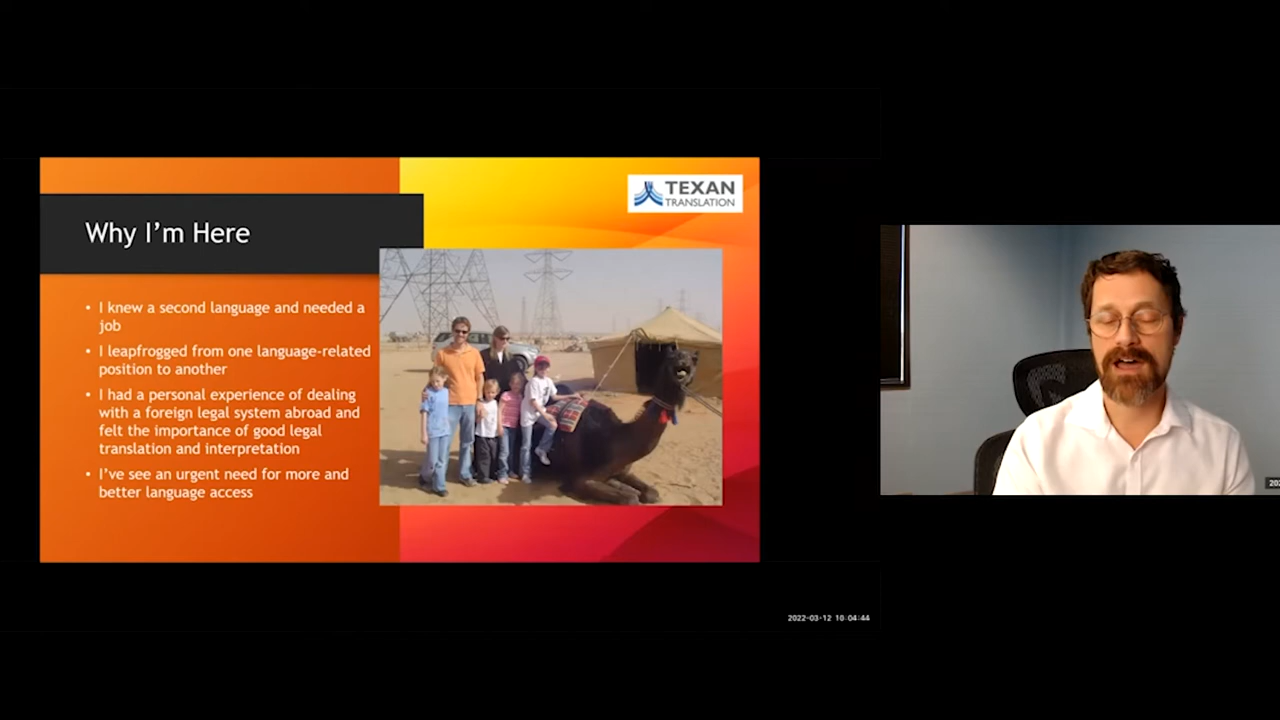 TEXAN
TRANSLATION
Why I'm Here
• I knew a second language and needed a
job
• I leapfrogged from one language-related
position to another
• I had a personal experience of dealing
with a foreign legal system abroad and
felt the importance of good legal
translation and interpretation
• I've see an urgent need for more and
better language access
2022-03-12 10:04:44
202